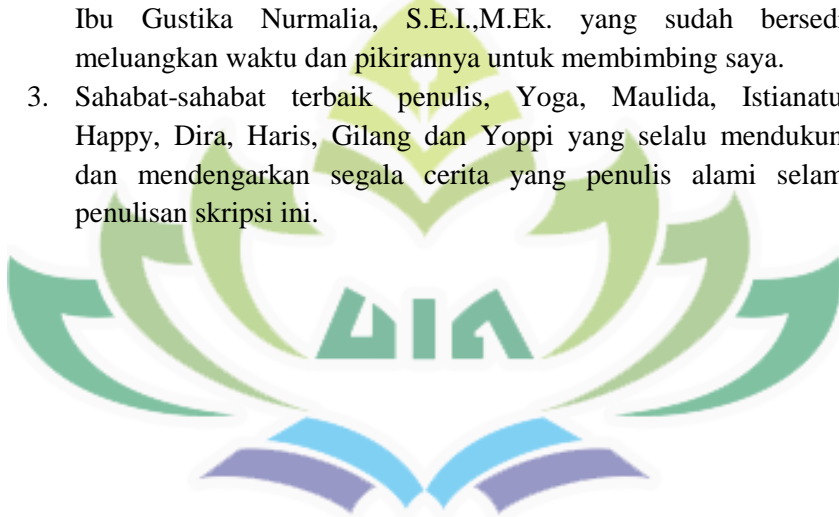 Ibu Gustika Nurmalia, S.E.I.,M.Ek. yang sudah bersedi
meluangkan waktu dan pikirannya untuk membimbing saya.
3. Sahabat-sahabat terbaik penulis, Yoga, Maulida, Istianatu
Happy, Dira, Haris, Gilang dan Yoppi yang selalu mendukun
dan mendengarkan segala cerita yang penulis alami selam
penulisan skripsi ini.
UIN